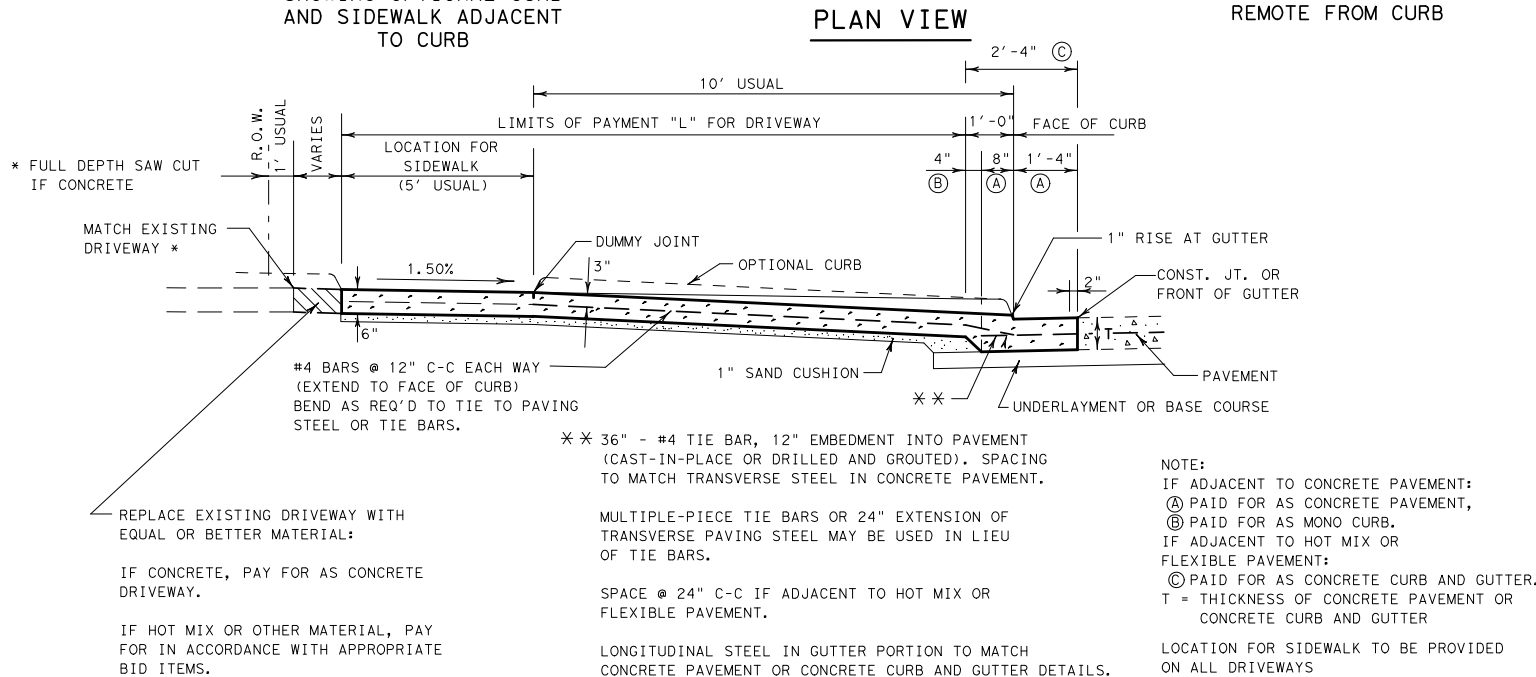 AND SIDEWALK ADJACENT
TO CURB
PLAN VIEW
REMOTE FROM CURB
2'-4" Ⓒ
10' USUAL
R.O.W.
1' USUAL
VARIES
LIMITS OF PAYMENT "L" FOR DRIVEWAY
1'-0"
FACE OF CURB
* FULL DEPTH SAW CUT
IF CONCRETE
LOCATION FOR
SIDEWALK
(5' USUAL)
4"
Ⓑ
8"
Ⓐ
1'-4"
Ⓐ
MATCH EXISTING
DRIVEWAY *
1.50%
DUMMY JOINT
3"
OPTIONAL CURB
1" RISE AT GUTTER
2"
CONST. JT. OR
FRONT OF GUTTER
6"
T
#4 BARS @ 12" C-C EACH WAY
(EXTEND TO FACE OF CURB)
BEND AS REQ'D TO TIE TO PAVING
STEEL OR TIE BARS.
1" SAND CUSHION
* *
PAVEMENT
UNDERLAYMENT OR BASE COURSE
* * 36" - #4 TIE BAR, 12" EMBEDMENT INTO PAVEMENT
(CAST-IN-PLACE OR DRILLED AND GROUTED). SPACING
TO MATCH TRANSVERSE STEEL IN CONCRETE PAVEMENT.
MULTIPLE-PIECE TIE BARS OR 24" EXTENSION OF
TRANSVERSE PAVING STEEL MAY BE USED IN LIEU
OF TIE BARS.
SPACE @ 24" C-C IF ADJACENT TO HOT MIX OR
FLEXIBLE PAVEMENT.
LONGITUDINAL STEEL IN GUTTER PORTION TO MATCH
CONCRETE PAVEMENT OR CONCRETE CURB AND GUTTER DETAILS.
REPLACE EXISTING DRIVEWAY WITH
EQUAL OR BETTER MATERIAL:
IF CONCRETE, PAY FOR AS CONCRETE
DRIVEWAY.
IF HOT MIX OR OTHER MATERIAL, PAY
FOR IN ACCORDANCE WITH APPROPRIATE
BID ITEMS.
NOTE:
IF ADJACENT TO CONCRETE PAVEMENT:
Ⓐ PAID FOR AS CONCRETE PAVEMENT,
Ⓑ PAID FOR AS MONO CURB.
IF ADJACENT TO HOT MIX OR
FLEXIBLE PAVEMENT:
Ⓒ PAID FOR AS CONCRETE CURB AND GUTTER.
T = THICKNESS OF CONCRETE PAVEMENT OR
CONCRETE CURB AND GUTTER
LOCATION FOR SIDEWALK TO BE PROVIDED
ON ALL DRIVEWAYS